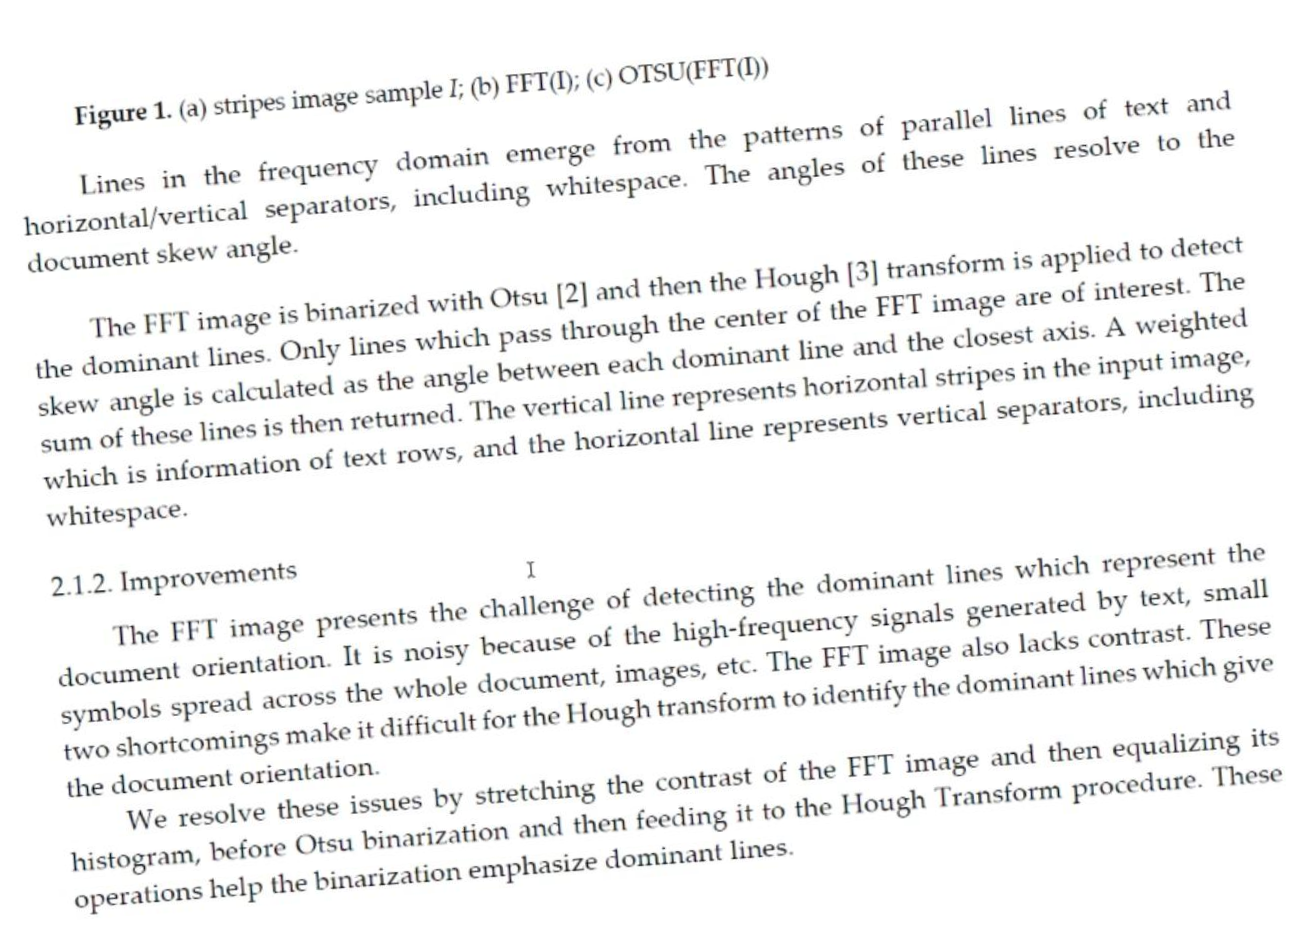 Figure 1. (a) stripes image sample I; (b) FFT(I); (c) OTSU(FFT(I))
Lines in the frequency domain emerge from the patterns of parallel lines of text and
horizontal/vertical separators, including whitespace. The angles of these lines resolve to the
document skew angle.
The FFT image is binarized with Otsu [2] and then the Hough [3] transform is applied to detect
the dominant lines. Only lines which pass through the center of the FFT image are of interest. The
skew angle is calculated as the angle between each dominant line and the closest axis. A weighted
sum of these lines is then returned. The vertical line represents horizontal stripes in the input image,
which is information of text rows, and the horizontal line represents vertical separators, including
whitespace.
2.1.2. Improvements
The FFT image presents the challenge of detecting the dominant lines which represent the
document orientation. It is noisy because of the high-frequency signals generated by text, small
symbols spread across the whole document, images, etc. The FFT image also lacks contrast. These
two shortcomings make it difficult for the Hough transform to identify the dominant lines which give
the document orientation.
We resolve these issues by stretching the contrast of the FFT image and then equalizing its
histogram, before Otsu binarization and then feeding it to the Hough Transform procedure. These
operations help the binarization emphasize dominant lines.